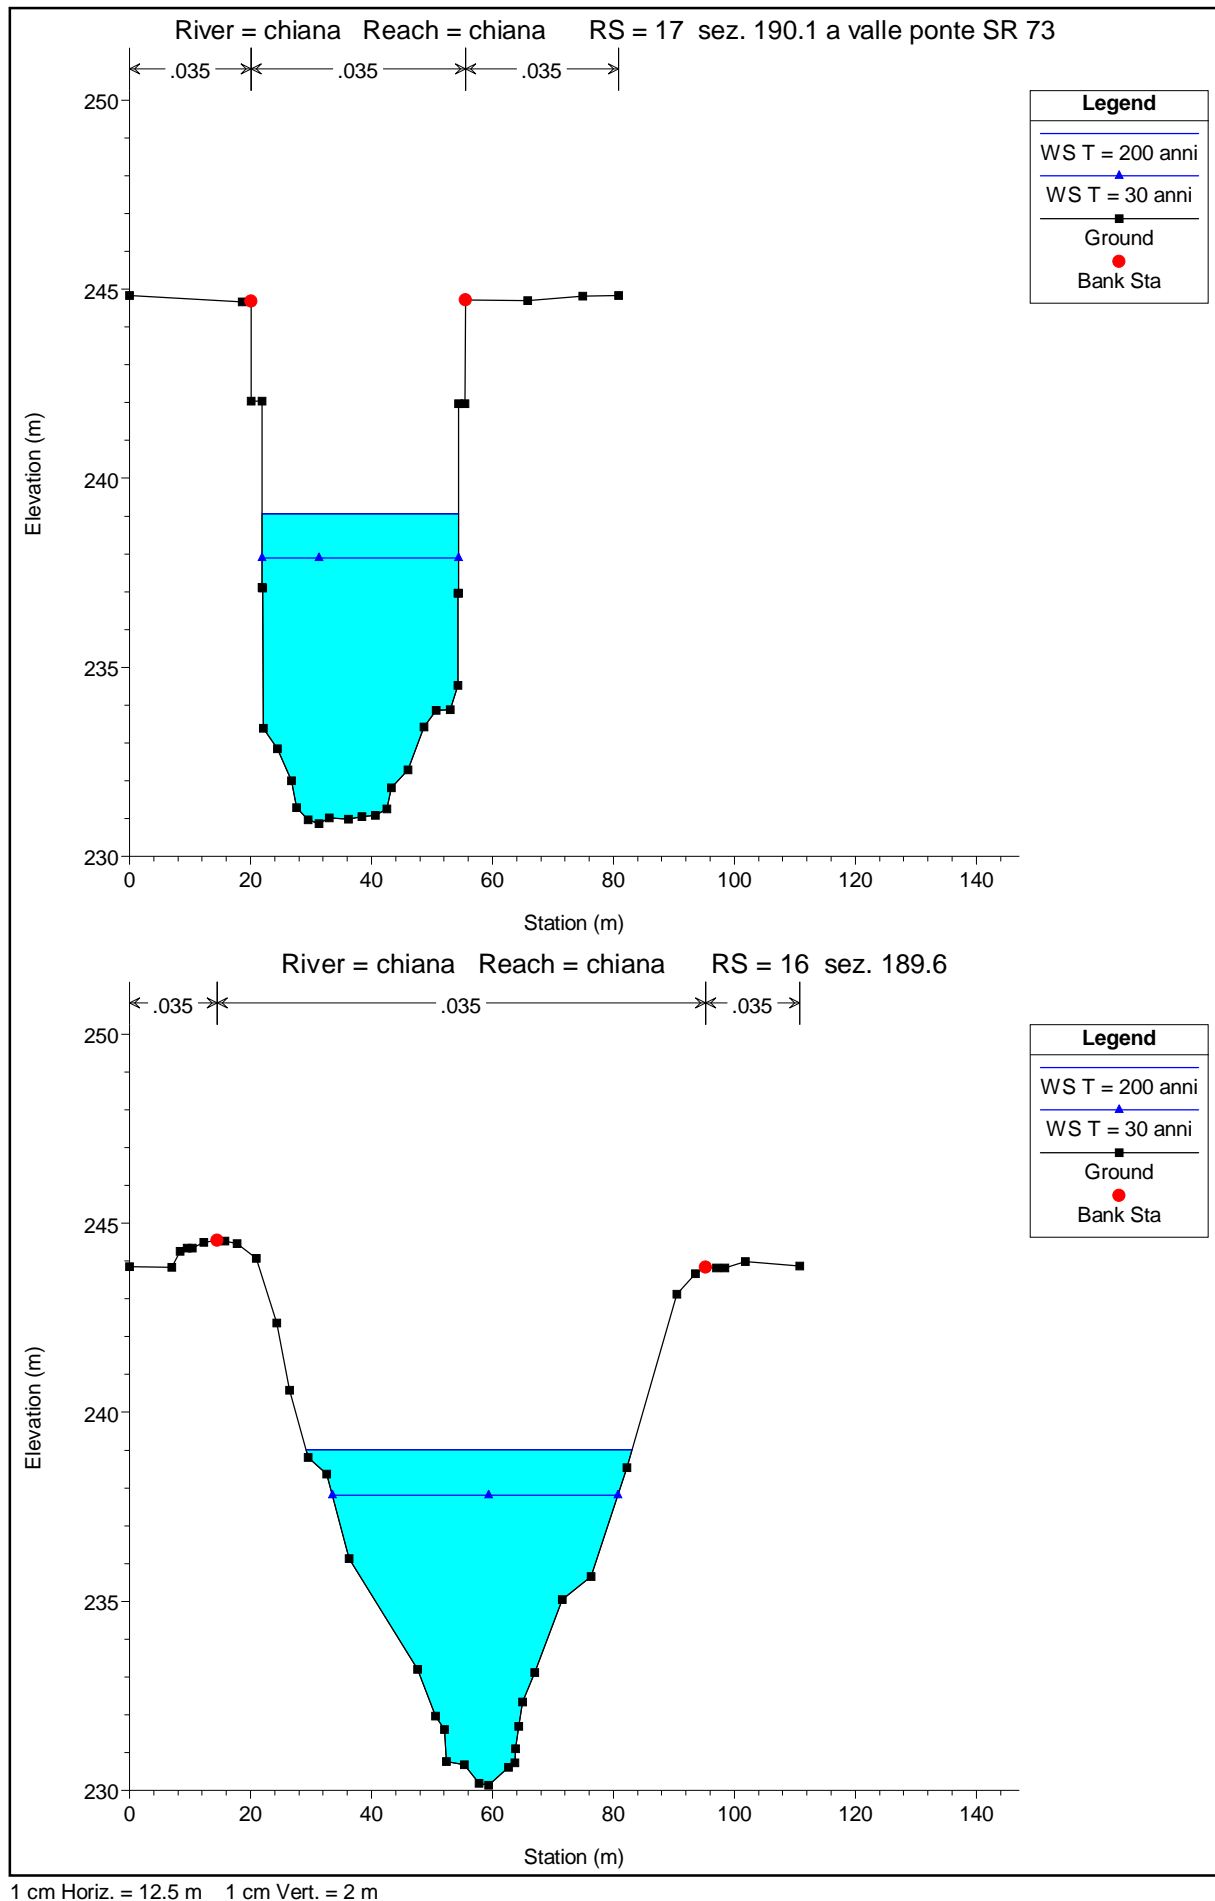 River = chiana   Reach = chiana      RS = 17  sez. 190.1 a valle ponte SR 73
.035 .035 .035
250
245
240
235
230
Elevation (m)
0 20 40 60 80 100 120 140
Station (m)
Legend
WS T = 200 anni
WS T = 30 anni
Ground
Bank Sta
River = chiana   Reach = chiana      RS = 16  sez. 189.6
.035 .035 .035
250
245
240
235
230
Elevation (m)
0 20 40 60 80 100 120 140
Station (m)
Legend
WS T = 200 anni
WS T = 30 anni
Ground
Bank Sta
1 cm Horiz. = 12.5 m    1 cm Vert. = 2 m